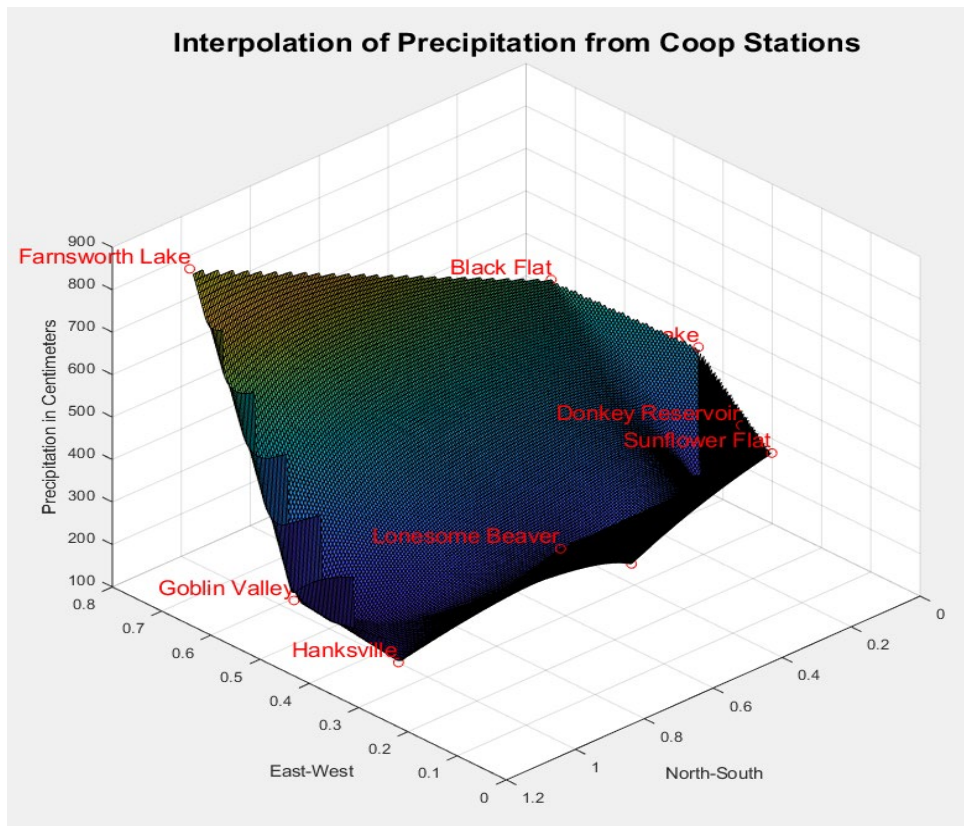 Interpolation of Precipitation from Coop Stations
Farnsworth Lake
Black Flat
Donkey Reservoir
Sunflower Flat
Lonesome Beaver
Goblin Valley
Hanksville
Precipitation in Centimeters
900
800
700
600
500
400
300
200
100
0.8
0.7
0.6
0.5
0.4
0.3
0.2
0.1
0
East-West
0
0.2
0.4
0.6
0.8
1
1.2
North-South